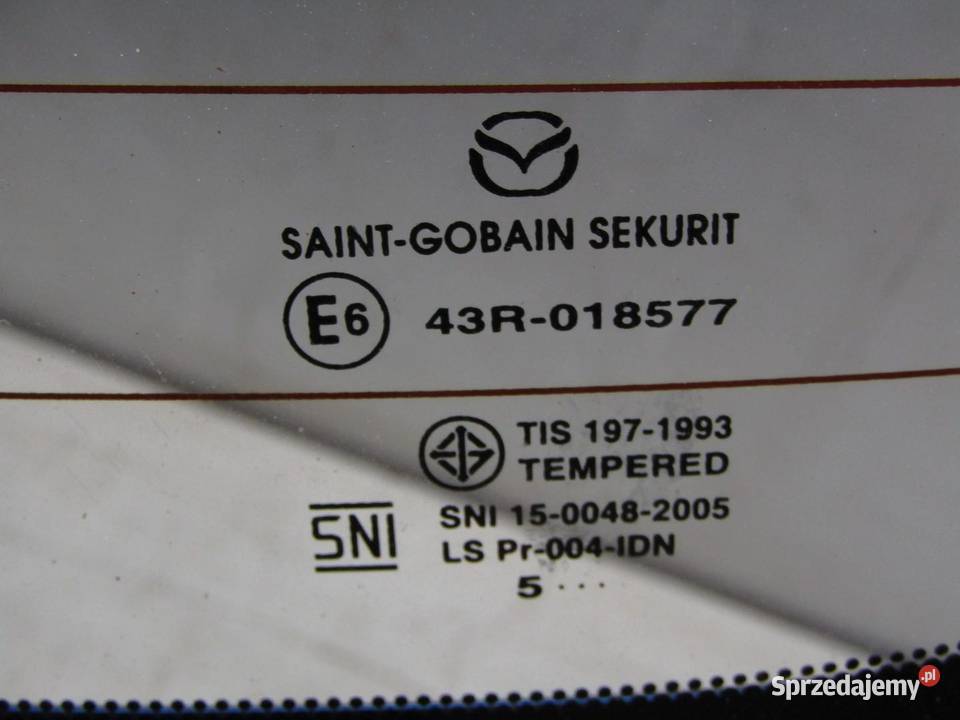 SAINT-GOBAIN SEKURIT
E6 43R-018577
TIS 197-1993
TEMPERED
SNI SNI 15-0048-2005
LS Pr-004-IDN
5 ...
Sprzedajemy.pl